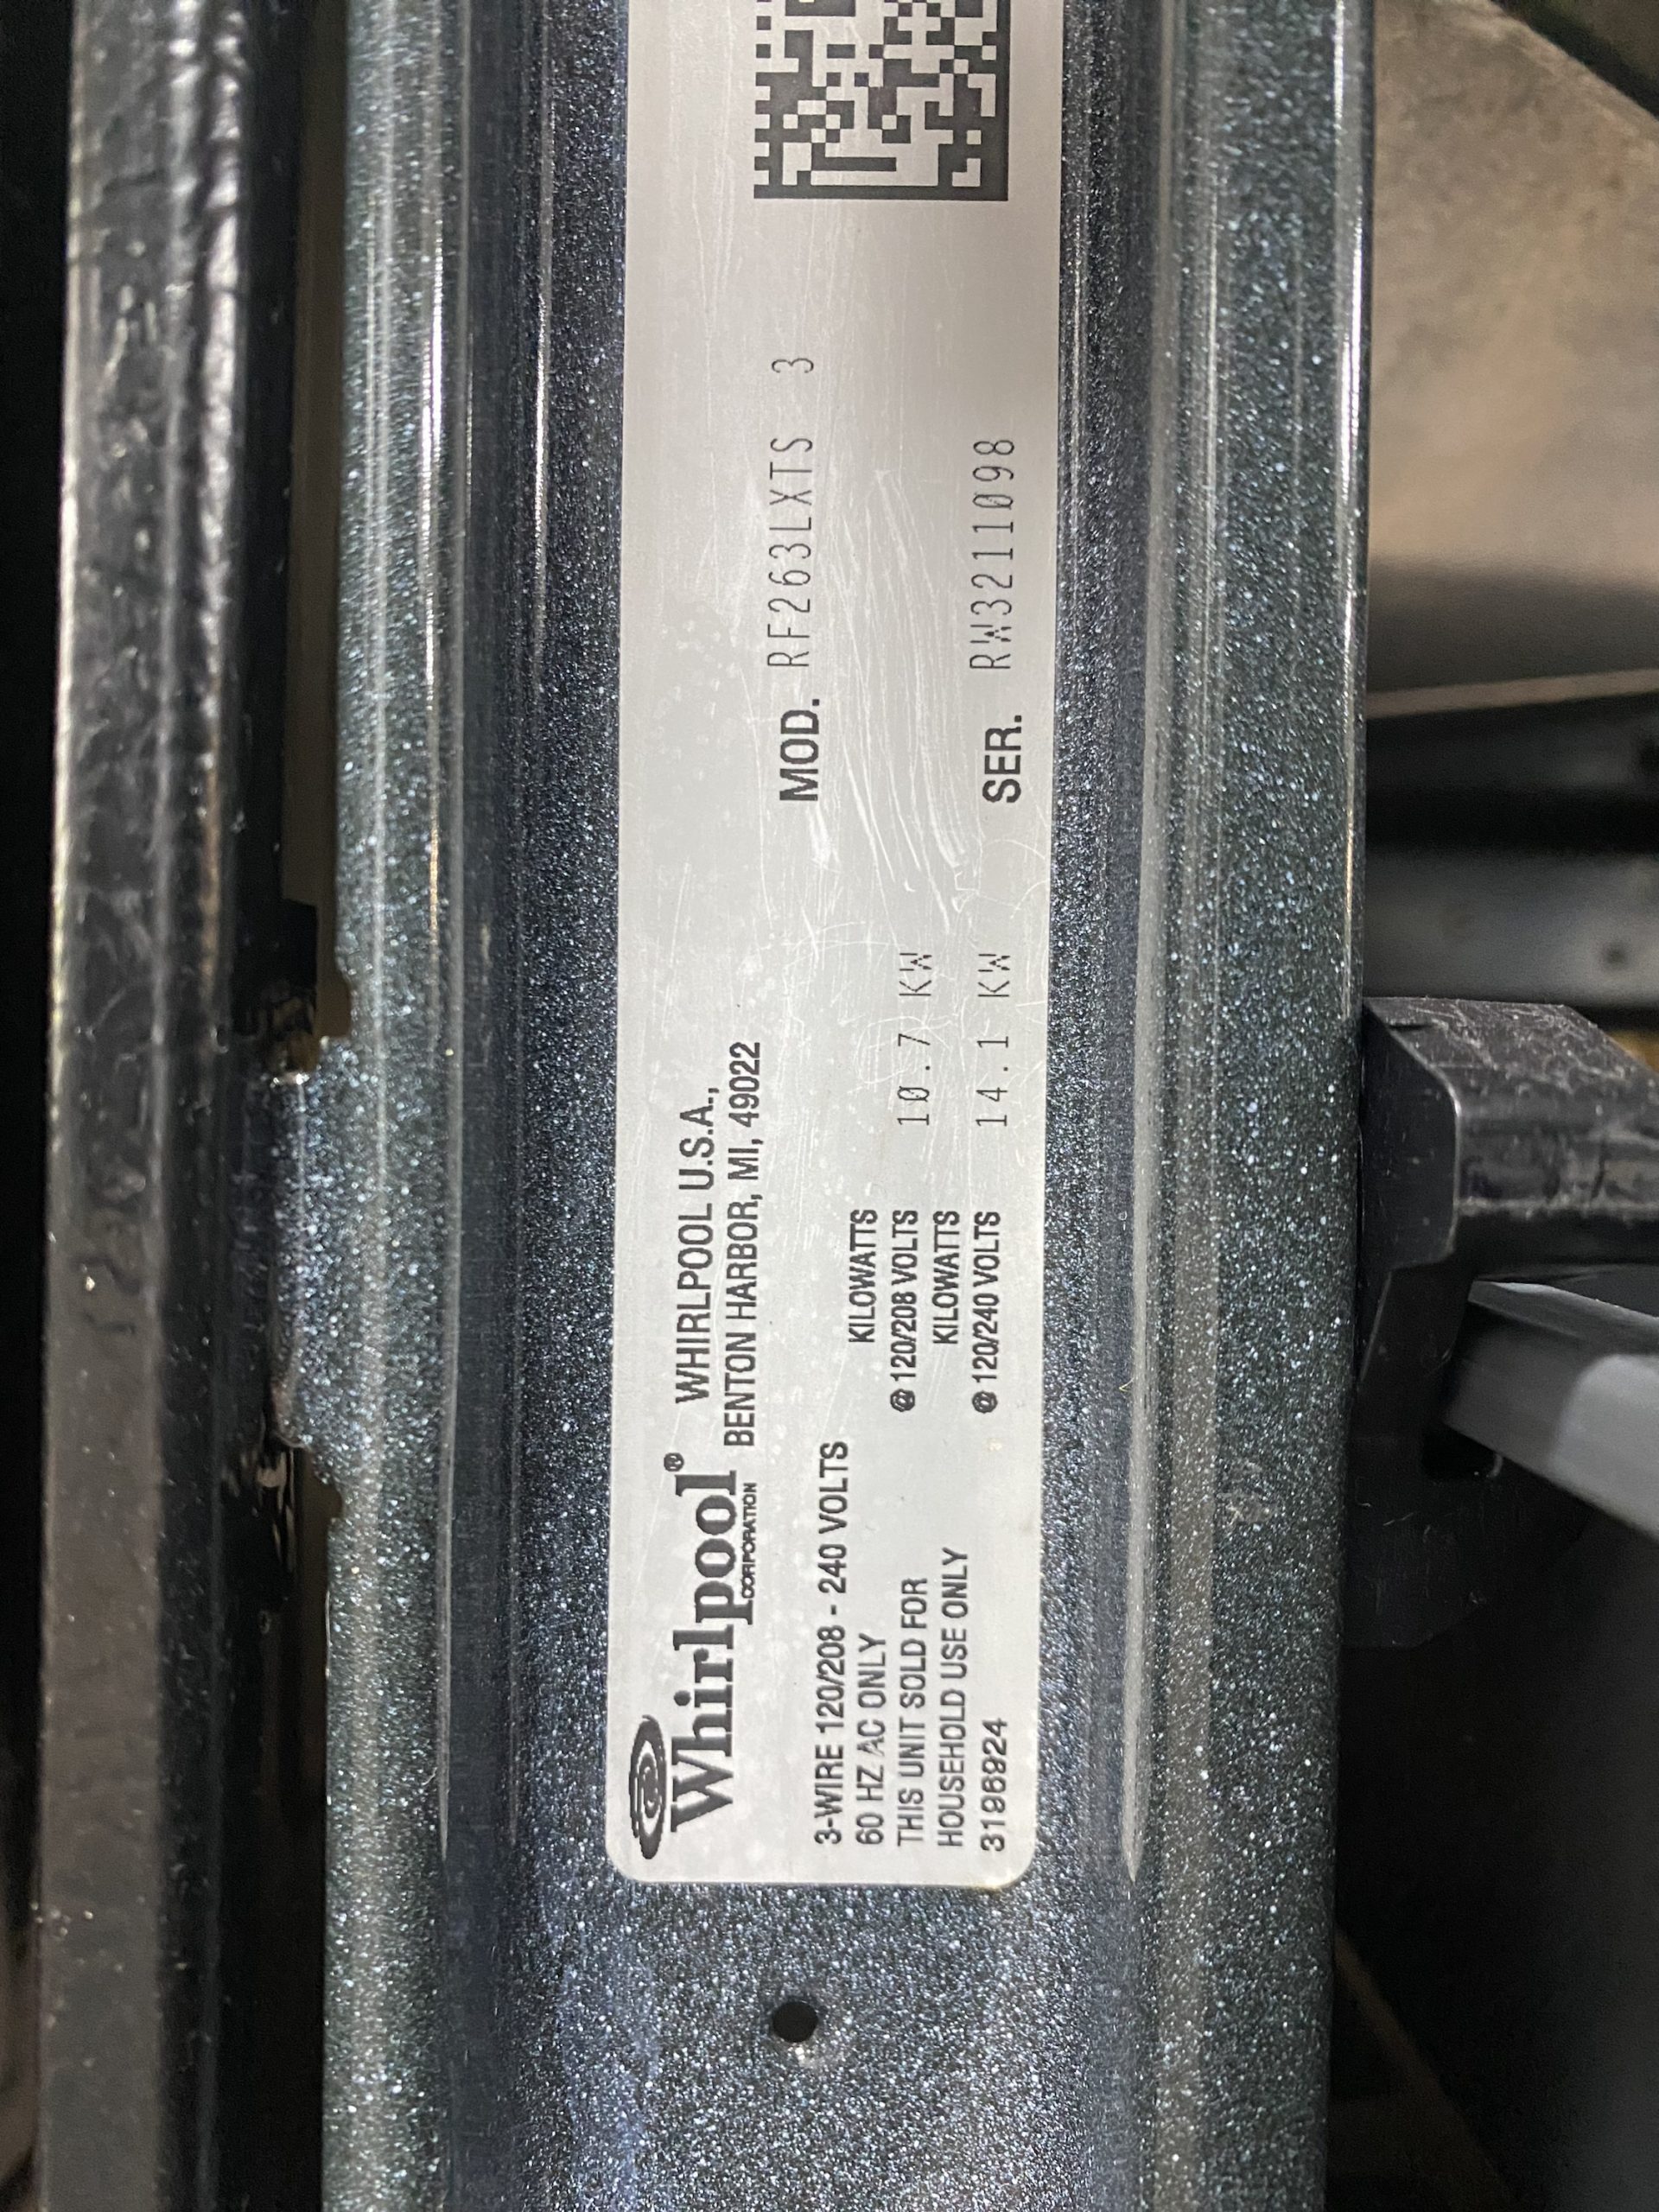 Whirlpool®
CORPORATION
WHIRLPOOL U.S.A.,
BENTON HARBOR, MI, 49022
3-WIRE 120/208 - 240 VOLTS
60 HZ AC ONLY
THIS UNIT SOLD FOR
HOUSEHOLD USE ONLY
3196924
KILOWATTS
@ 120/208 VOLTS 10.7 KW
KILOWATTS
@ 120/240 VOLTS 14.1 KW
MOD. RF263LXTS 3
SER. RW3211098